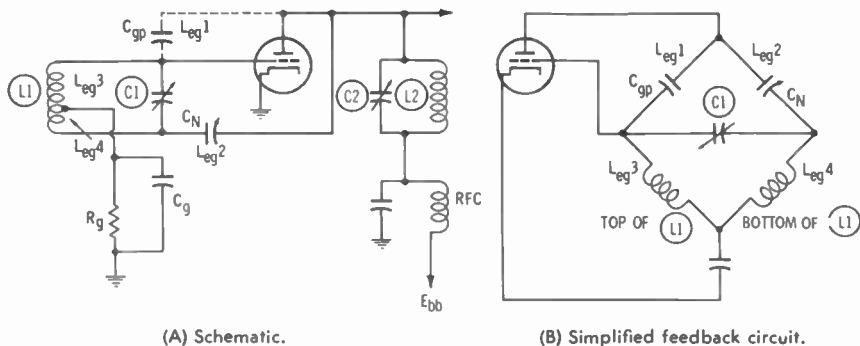 Cgp
Leg1
L1
Leg3
C1
CN
Leg4
Leg2
Rg
Cg
C2
L2
RFC
Ebb
(A) Schematic.
Leg1
Leg2
Cgp
CN
C1
Leg3
Leg4
TOP OF L1
BOTTOM OF L1
(B) Simplified feedback circuit.